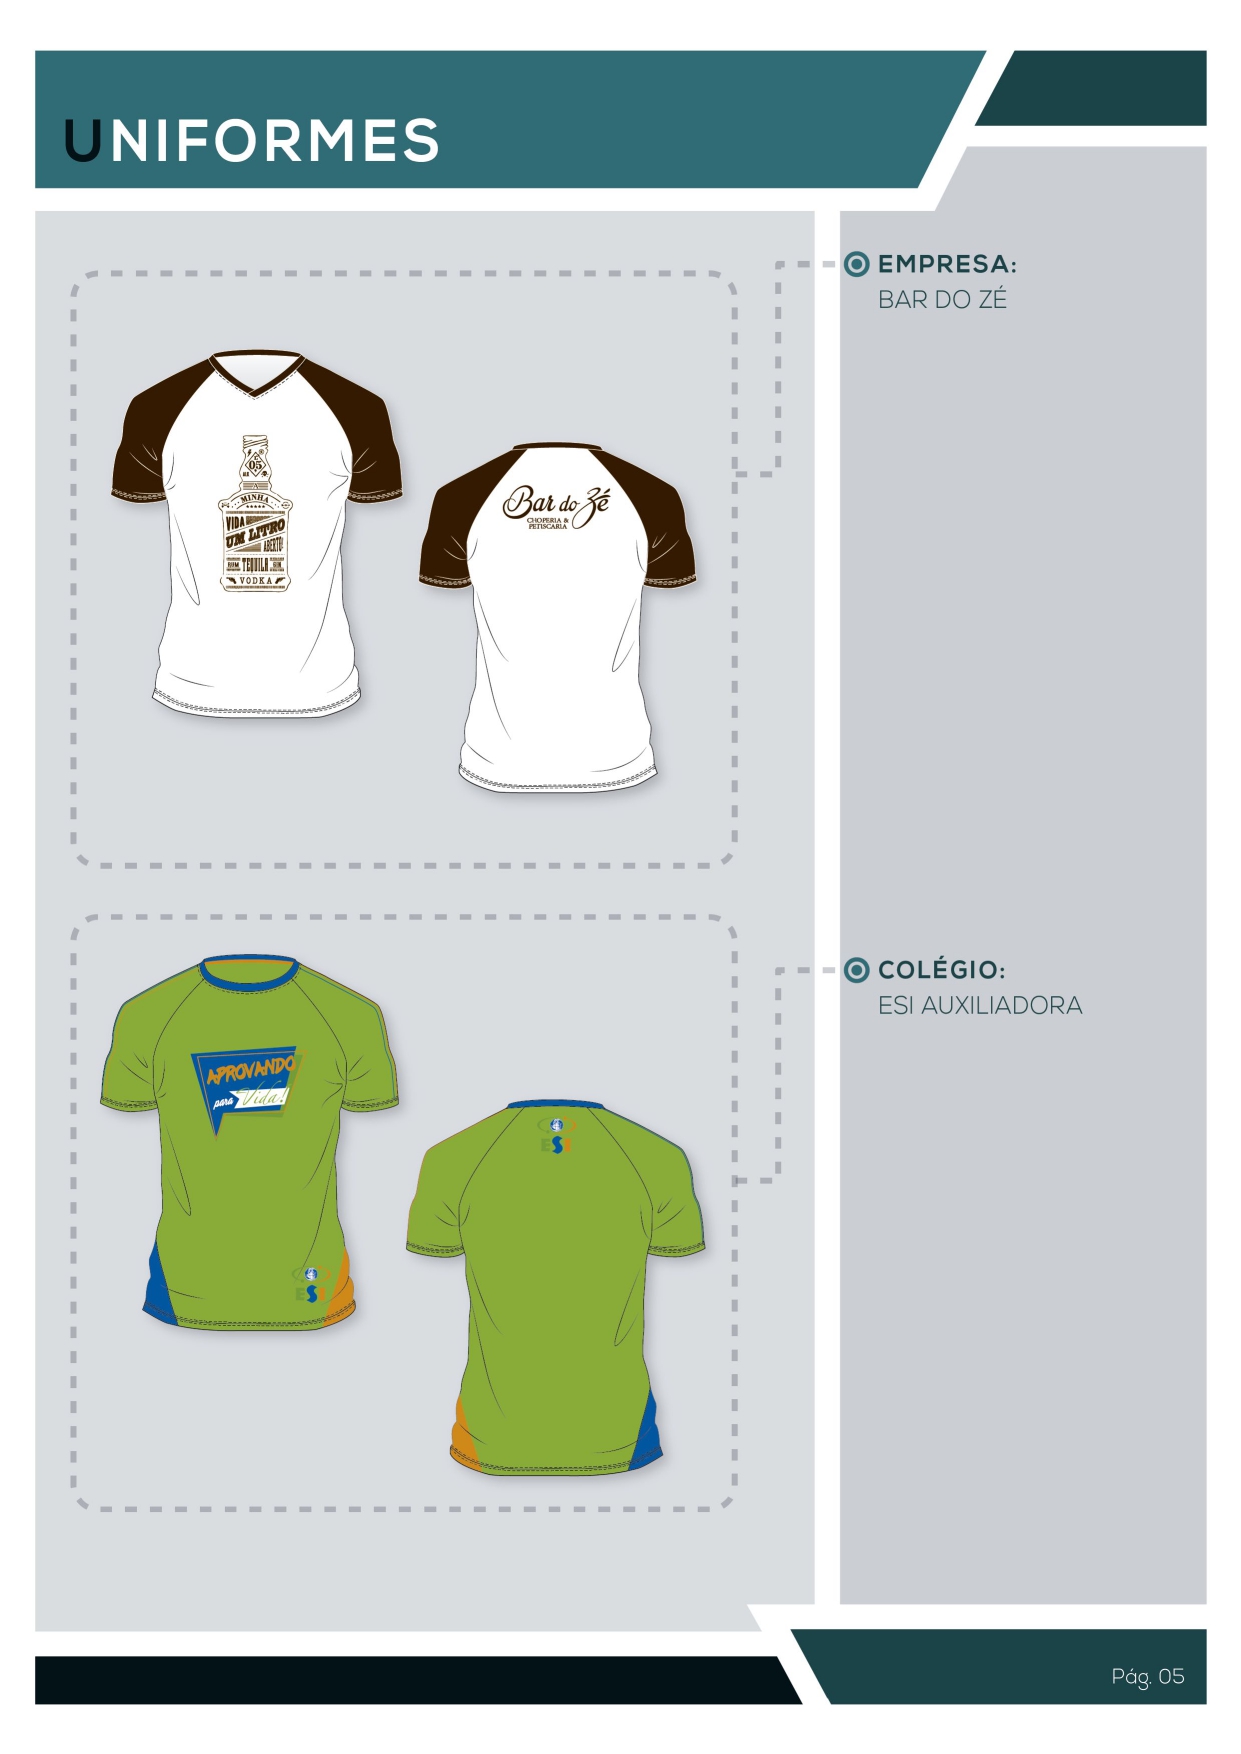 UNIFORMES
EMPRESA:
BAR DO ZÉ
05
MINHA
VIDA
UM LITRO
ABERTO!
RUM TEQUILA GIN
VODKA
Bar do Zé
CHOPERIA &
PETISCARIA
COLÉGIO:
ESI AUXILIADORA
APROVANDO
para Vida!
ESI
ESI
Pág. 05